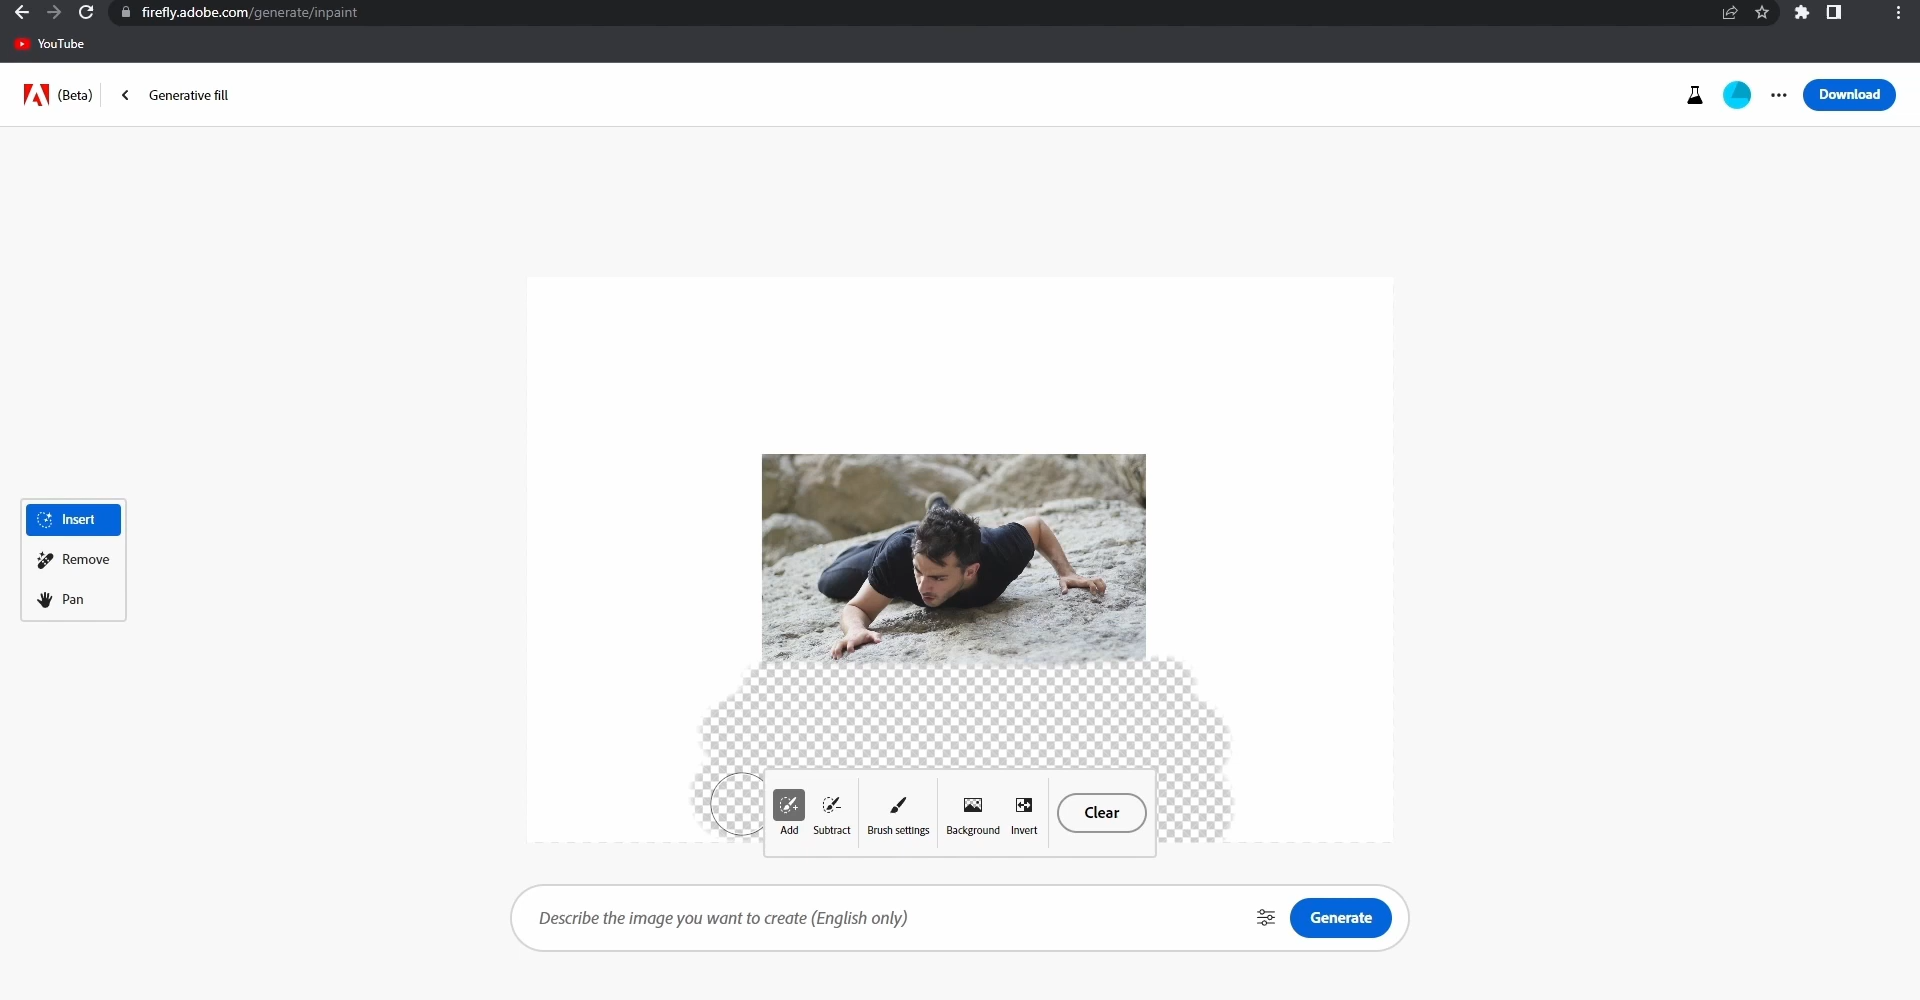 firefly.adobe.com/generate/inpaint
YouTube
(Beta)
Generative fill
Download
Insert
Remove
Pan
Add
Subtract
Brush settings
Background
Invert
Clear
Describe the image you want to create (English only)
Generate